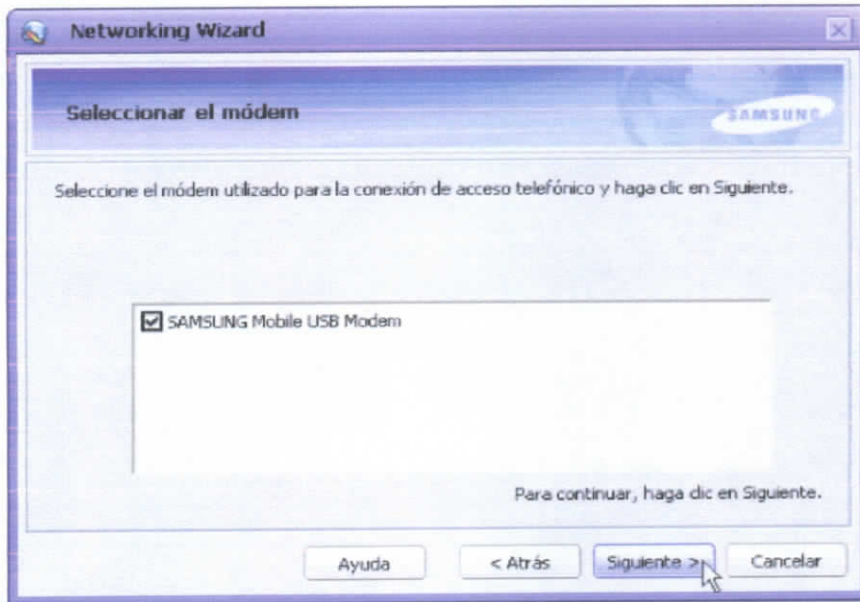 Networking Wizard
Seleccionar el módem
SAMSUNG
Seleccione el módem utilizado para la conexión de acceso telefónico y haga clic en Siguiente.
SAMSUNG Mobile USB Modem
Para continuar, haga clic en Siguiente.
Ayuda
< Atrás
Siguiente >
Cancelar